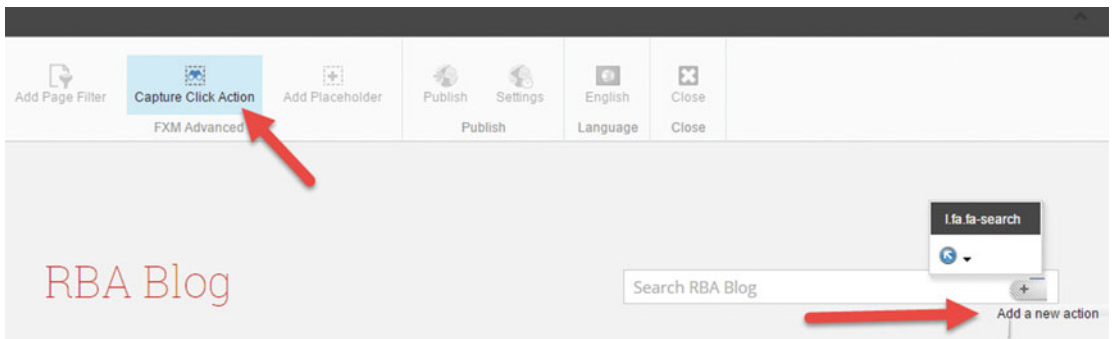 Add Page Filter
Capture Click Action
Add Placeholder
Publish
Settings
English
Close
FXM Advanced
Publish
Language
Close
I.fa.fa-search
RBA Blog
Search RBA Blog
+
Add a new action